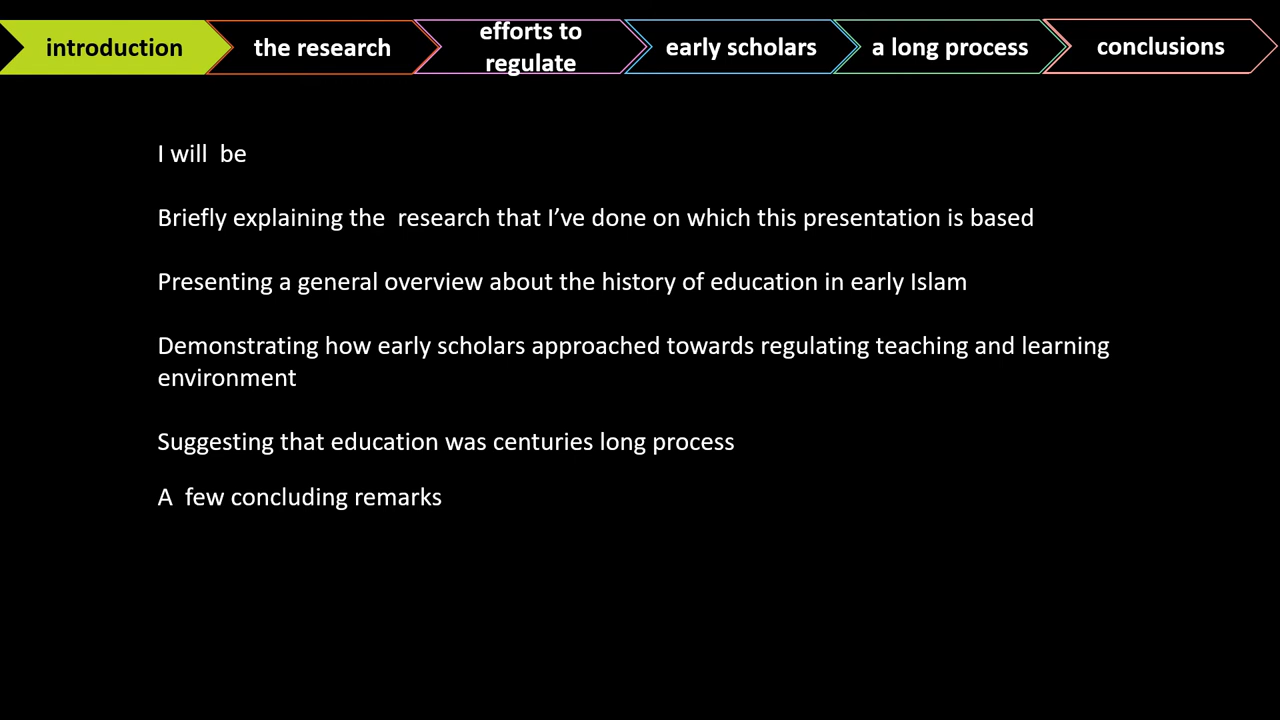 introduction
the research
efforts to
regulate
early scholars
a long process
conclusions
I will  be
Briefly explaining the  research that I’ve done on which this presentation is based
Presenting a general overview about the history of education in early Islam
Demonstrating how early scholars approached towards regulating teaching and learning
environment
Suggesting that education was centuries long process
A  few concluding remarks